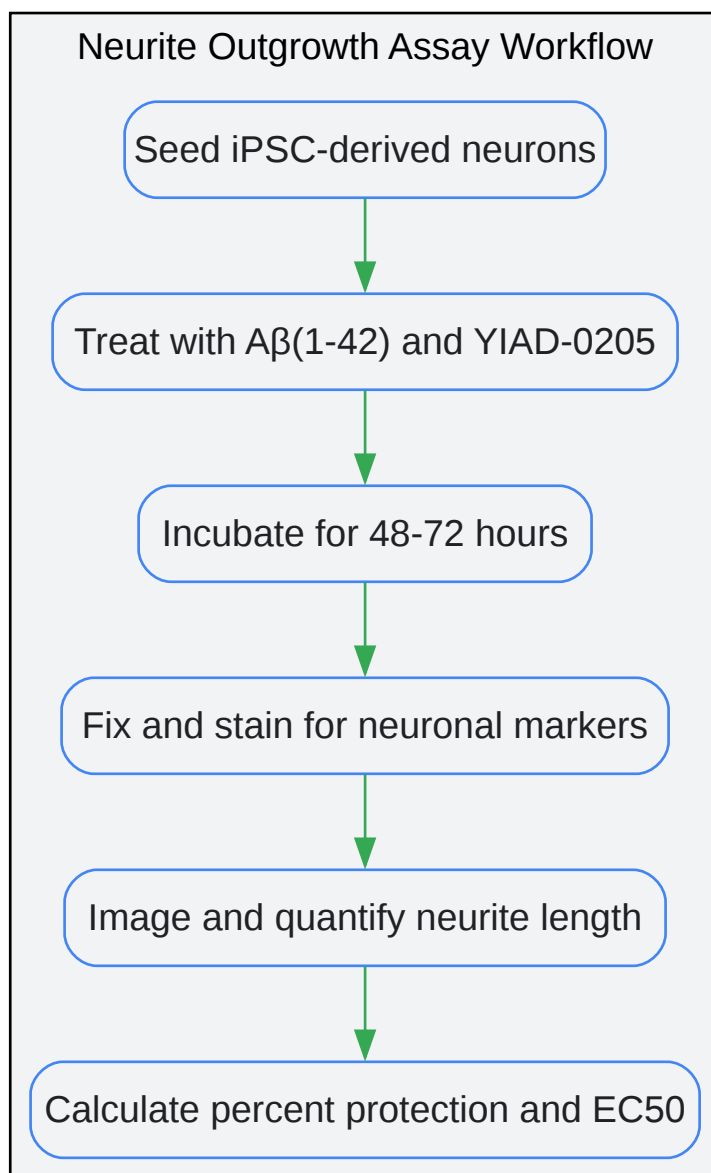 Neurite Outgrowth Assay Workflow
Seed iPSC-derived neurons
Treat with Aβ(1-42) and YIAD-0205
Incubate for 48-72 hours
Fix and stain for neuronal markers
Image and quantify neurite length
Calculate percent protection and EC50